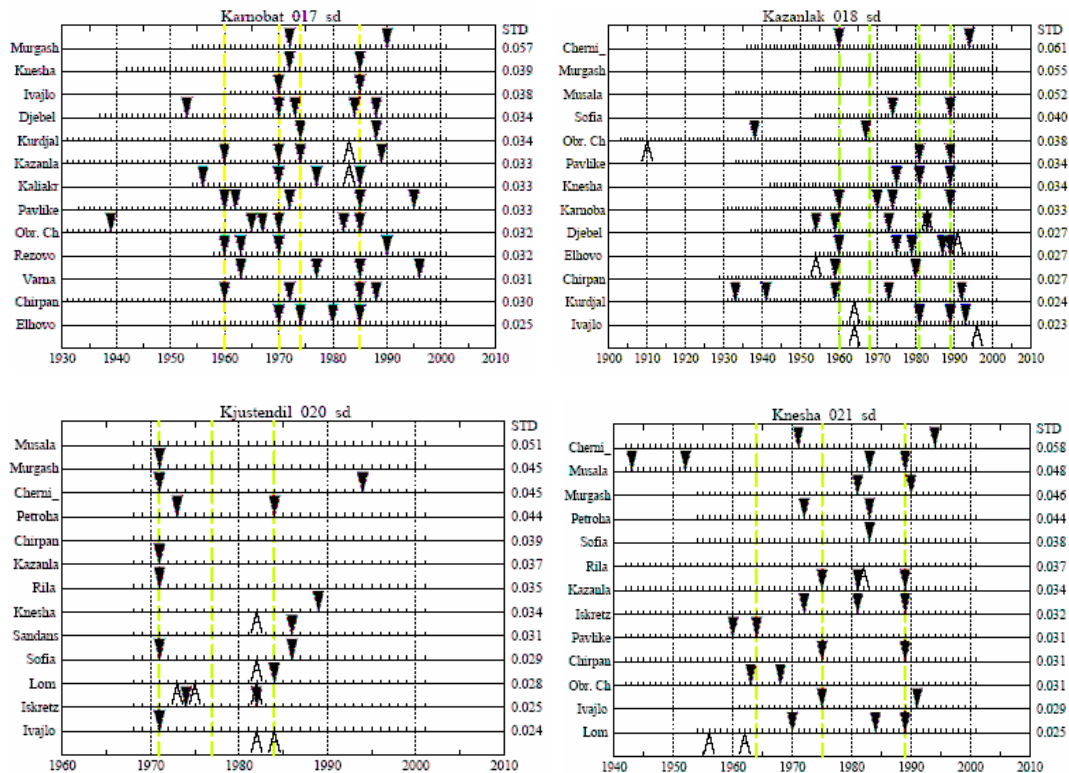 Karnobat 017 sd
STD
Murgash 0.057
Knesha 0.039
Ivajlo 0.038
Djebel 0.034
Kurdjal 0.034
Kazanla 0.033
Kaliakr 0.033
Pavlike 0.033
Obr. Ch 0.032
Rezovo 0.032
Varna 0.031
Chirpan 0.030
Elhovo 0.025
1930 1940 1950 1960 1970 1980 1990 2000 2010
Kazanlak 018 sd
STD
Cherni_ 0.061
Murgash 0.055
Musala 0.052
Sofia 0.040
Obr. Ch 0.038
Pavlike 0.034
Knesha 0.034
Karnoba 0.033
Djebel 0.027
Elhovo 0.027
Chirpan 0.027
Kurdjal 0.024
Ivajlo 0.023
1900 1910 1920 1930 1940 1950 1960 1970 1980 1990 2000 2010
Kjustendil 020 sd
STD
Musala 0.051
Murgash 0.045
Cherni_ 0.045
Petroha 0.044
Chirpan 0.039
Kazanla 0.037
Rila 0.035
Knesha 0.034
Sandans 0.031
Sofia 0.029
Lom 0.028
Iskretz 0.025
Ivajlo 0.024
1960 1970 1980 1990 2000 2010
Knesha 021 sd
STD
Cherni_ 0.058
Musala 0.048
Murgash 0.046
Petroha 0.044
Sofia 0.038
Rila 0.037
Kazanla 0.034
Iskretz 0.032
Pavlike 0.031
Chirpan 0.031
Obr. Ch 0.031
Ivajlo 0.029
Lom 0.025
1940 1950 1960 1970 1980 1990 2000 2010